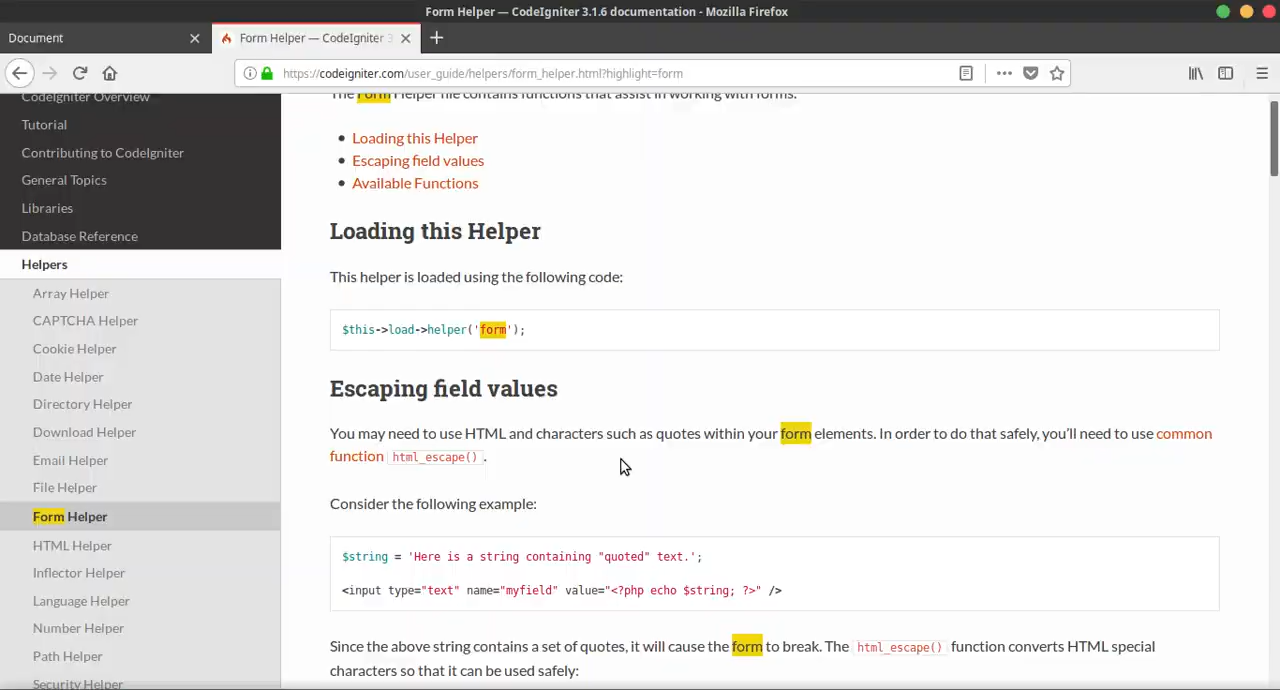 Form Helper — CodeIgniter 3.1.6 documentation - Mozilla Firefox
Document
Form Helper — CodeIgniter 3
https://codeigniter.com/user_guide/helpers/form_helper.html?highlight=form
CodeIgniter Overview
Tutorial
Contributing to CodeIgniter
General Topics
Libraries
Database Reference
Helpers
Array Helper
CAPTCHA Helper
Cookie Helper
Date Helper
Directory Helper
Download Helper
Email Helper
File Helper
Form Helper
HTML Helper
Inflector Helper
Language Helper
Number Helper
Path Helper
Security Helper
The Form Helper file contains functions that assist in working with forms.
Loading this Helper
Escaping field values
Available Functions
Loading this Helper
This helper is loaded using the following code:
$this->load->helper('form');
Escaping field values
You may need to use HTML and characters such as quotes within your form elements. In order to do that safely, you’ll need to use common
function html_escape().
Consider the following example:
$string = 'Here is a string containing "quoted" text.';
<input type="text" name="myfield" value="<?php echo $string; ?>" />
Since the above string contains a set of quotes, it will cause the form to break. The html_escape() function converts HTML special
characters so that it can be used safely: